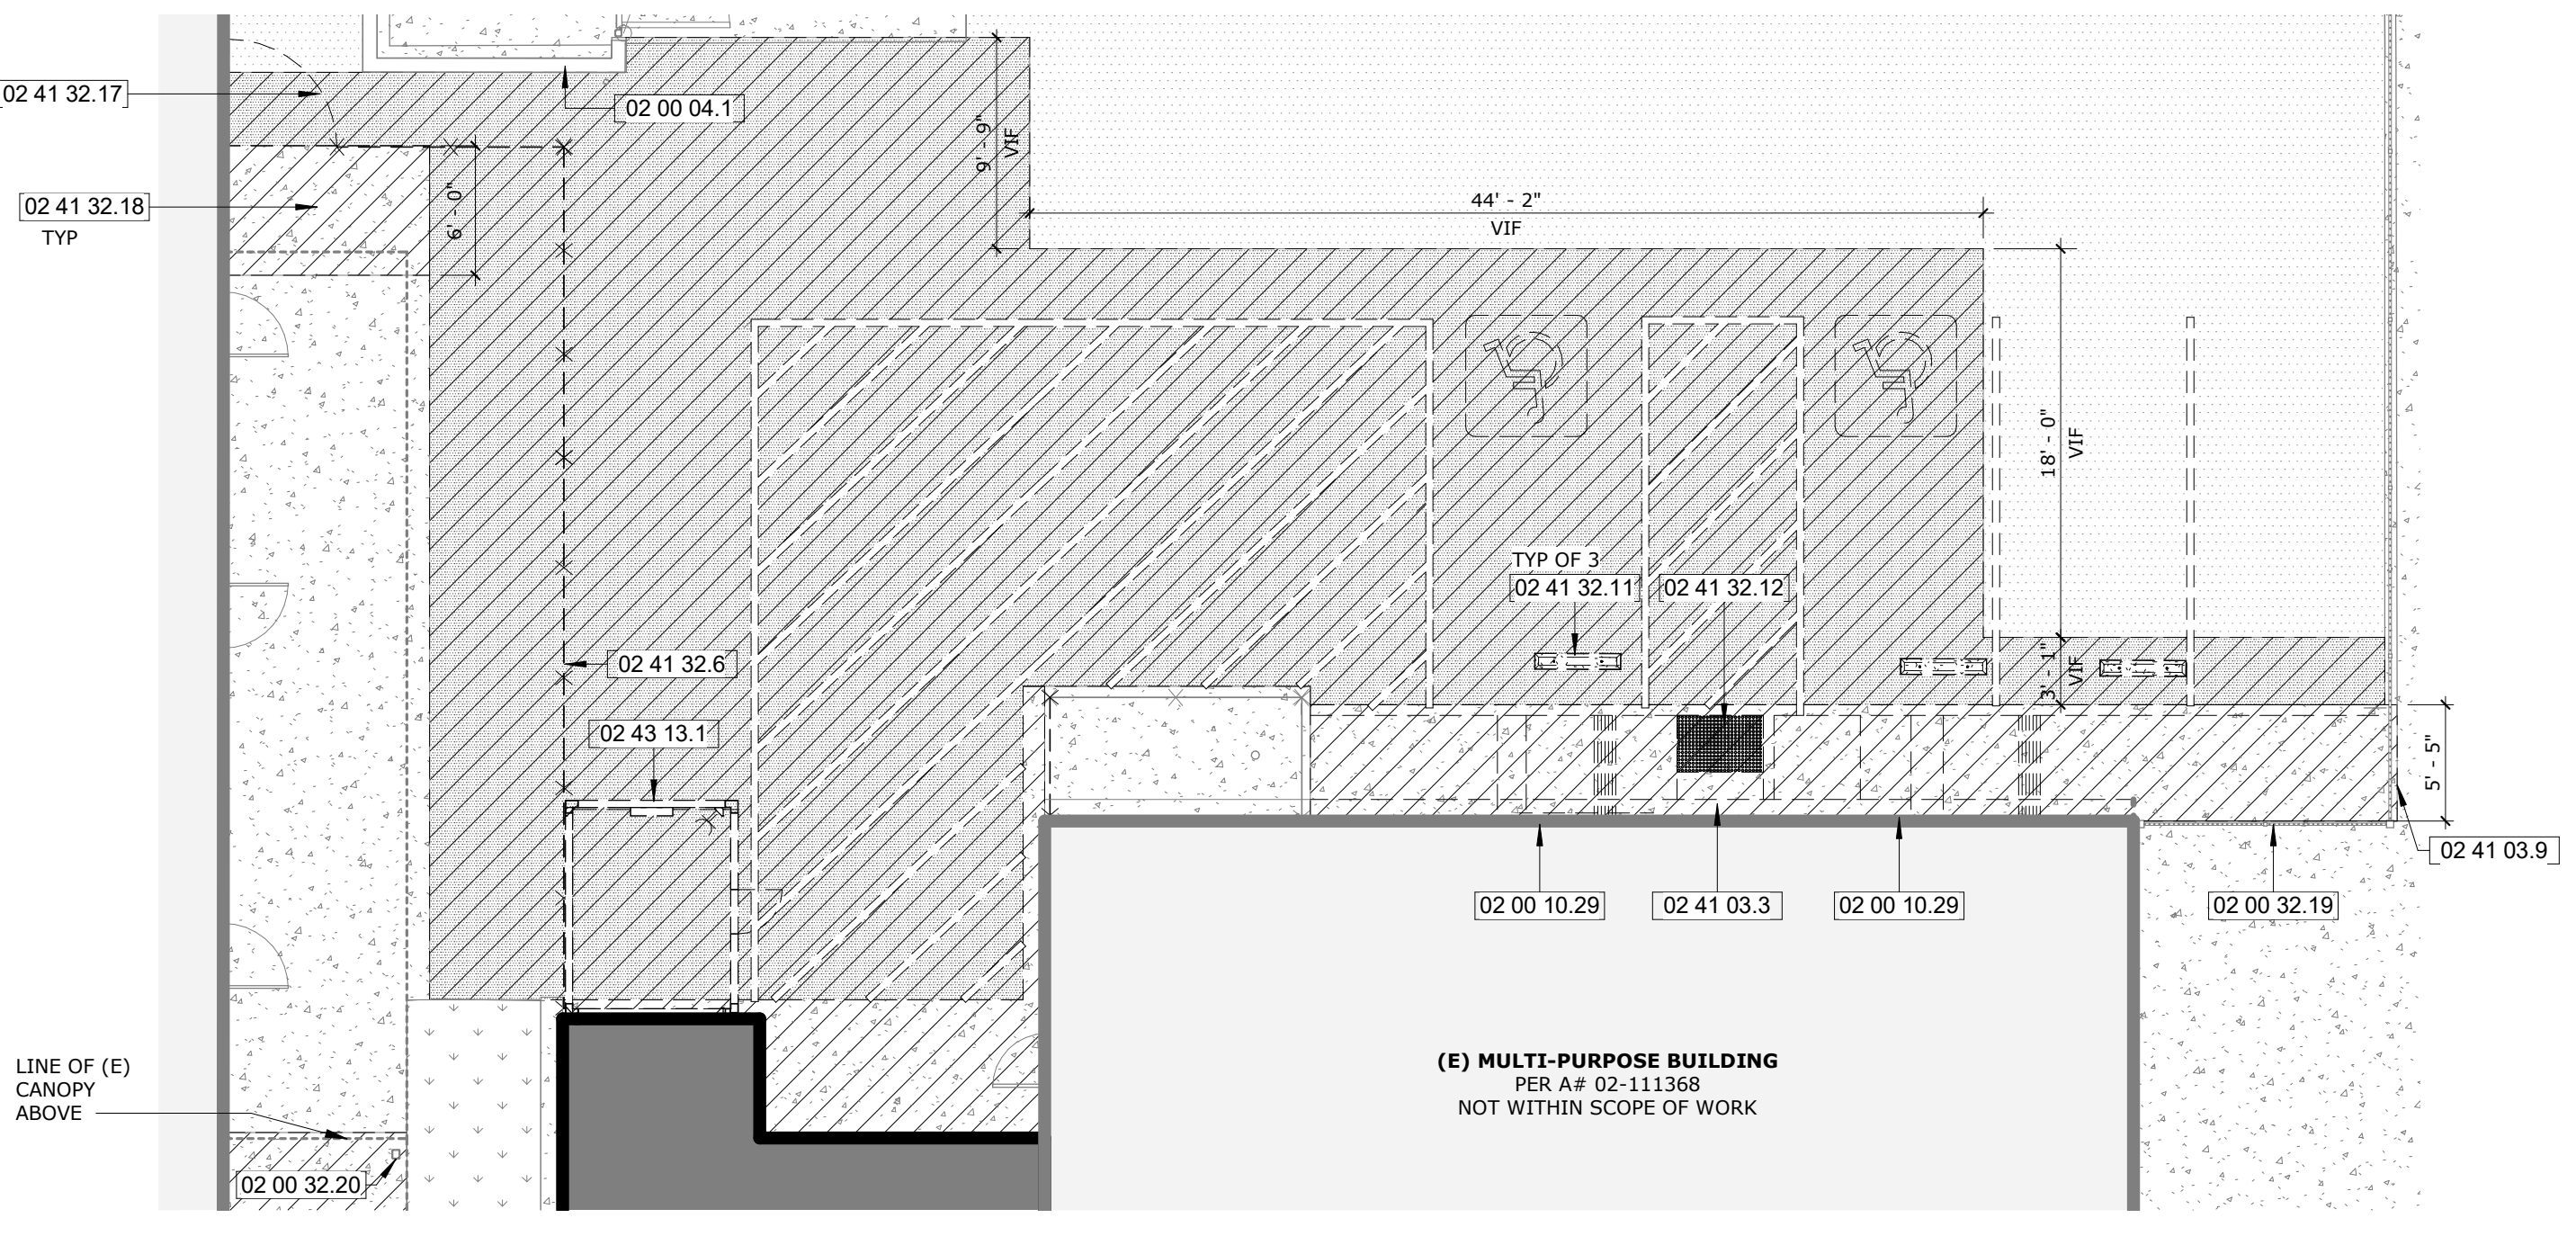 02 41 32.17
02 00 04.1
9' - 9"
VIF
02 41 32.18
TYP
6' - 0"
44' - 2"
VIF
18' - 0"
VIF
TYP OF 3
02 41 32.11
02 41 32.12
02 41 32.6
3' - 1"
VIF
02 43 13.1
5' - 5"
02 41 03.9
02 00 10.29
02 41 03.3
02 00 10.29
02 00 32.19
LINE OF (E)
CANOPY
ABOVE
(E) MULTI-PURPOSE BUILDING
PER A# 02-111368
NOT WITHIN SCOPE OF WORK
02 00 32.20